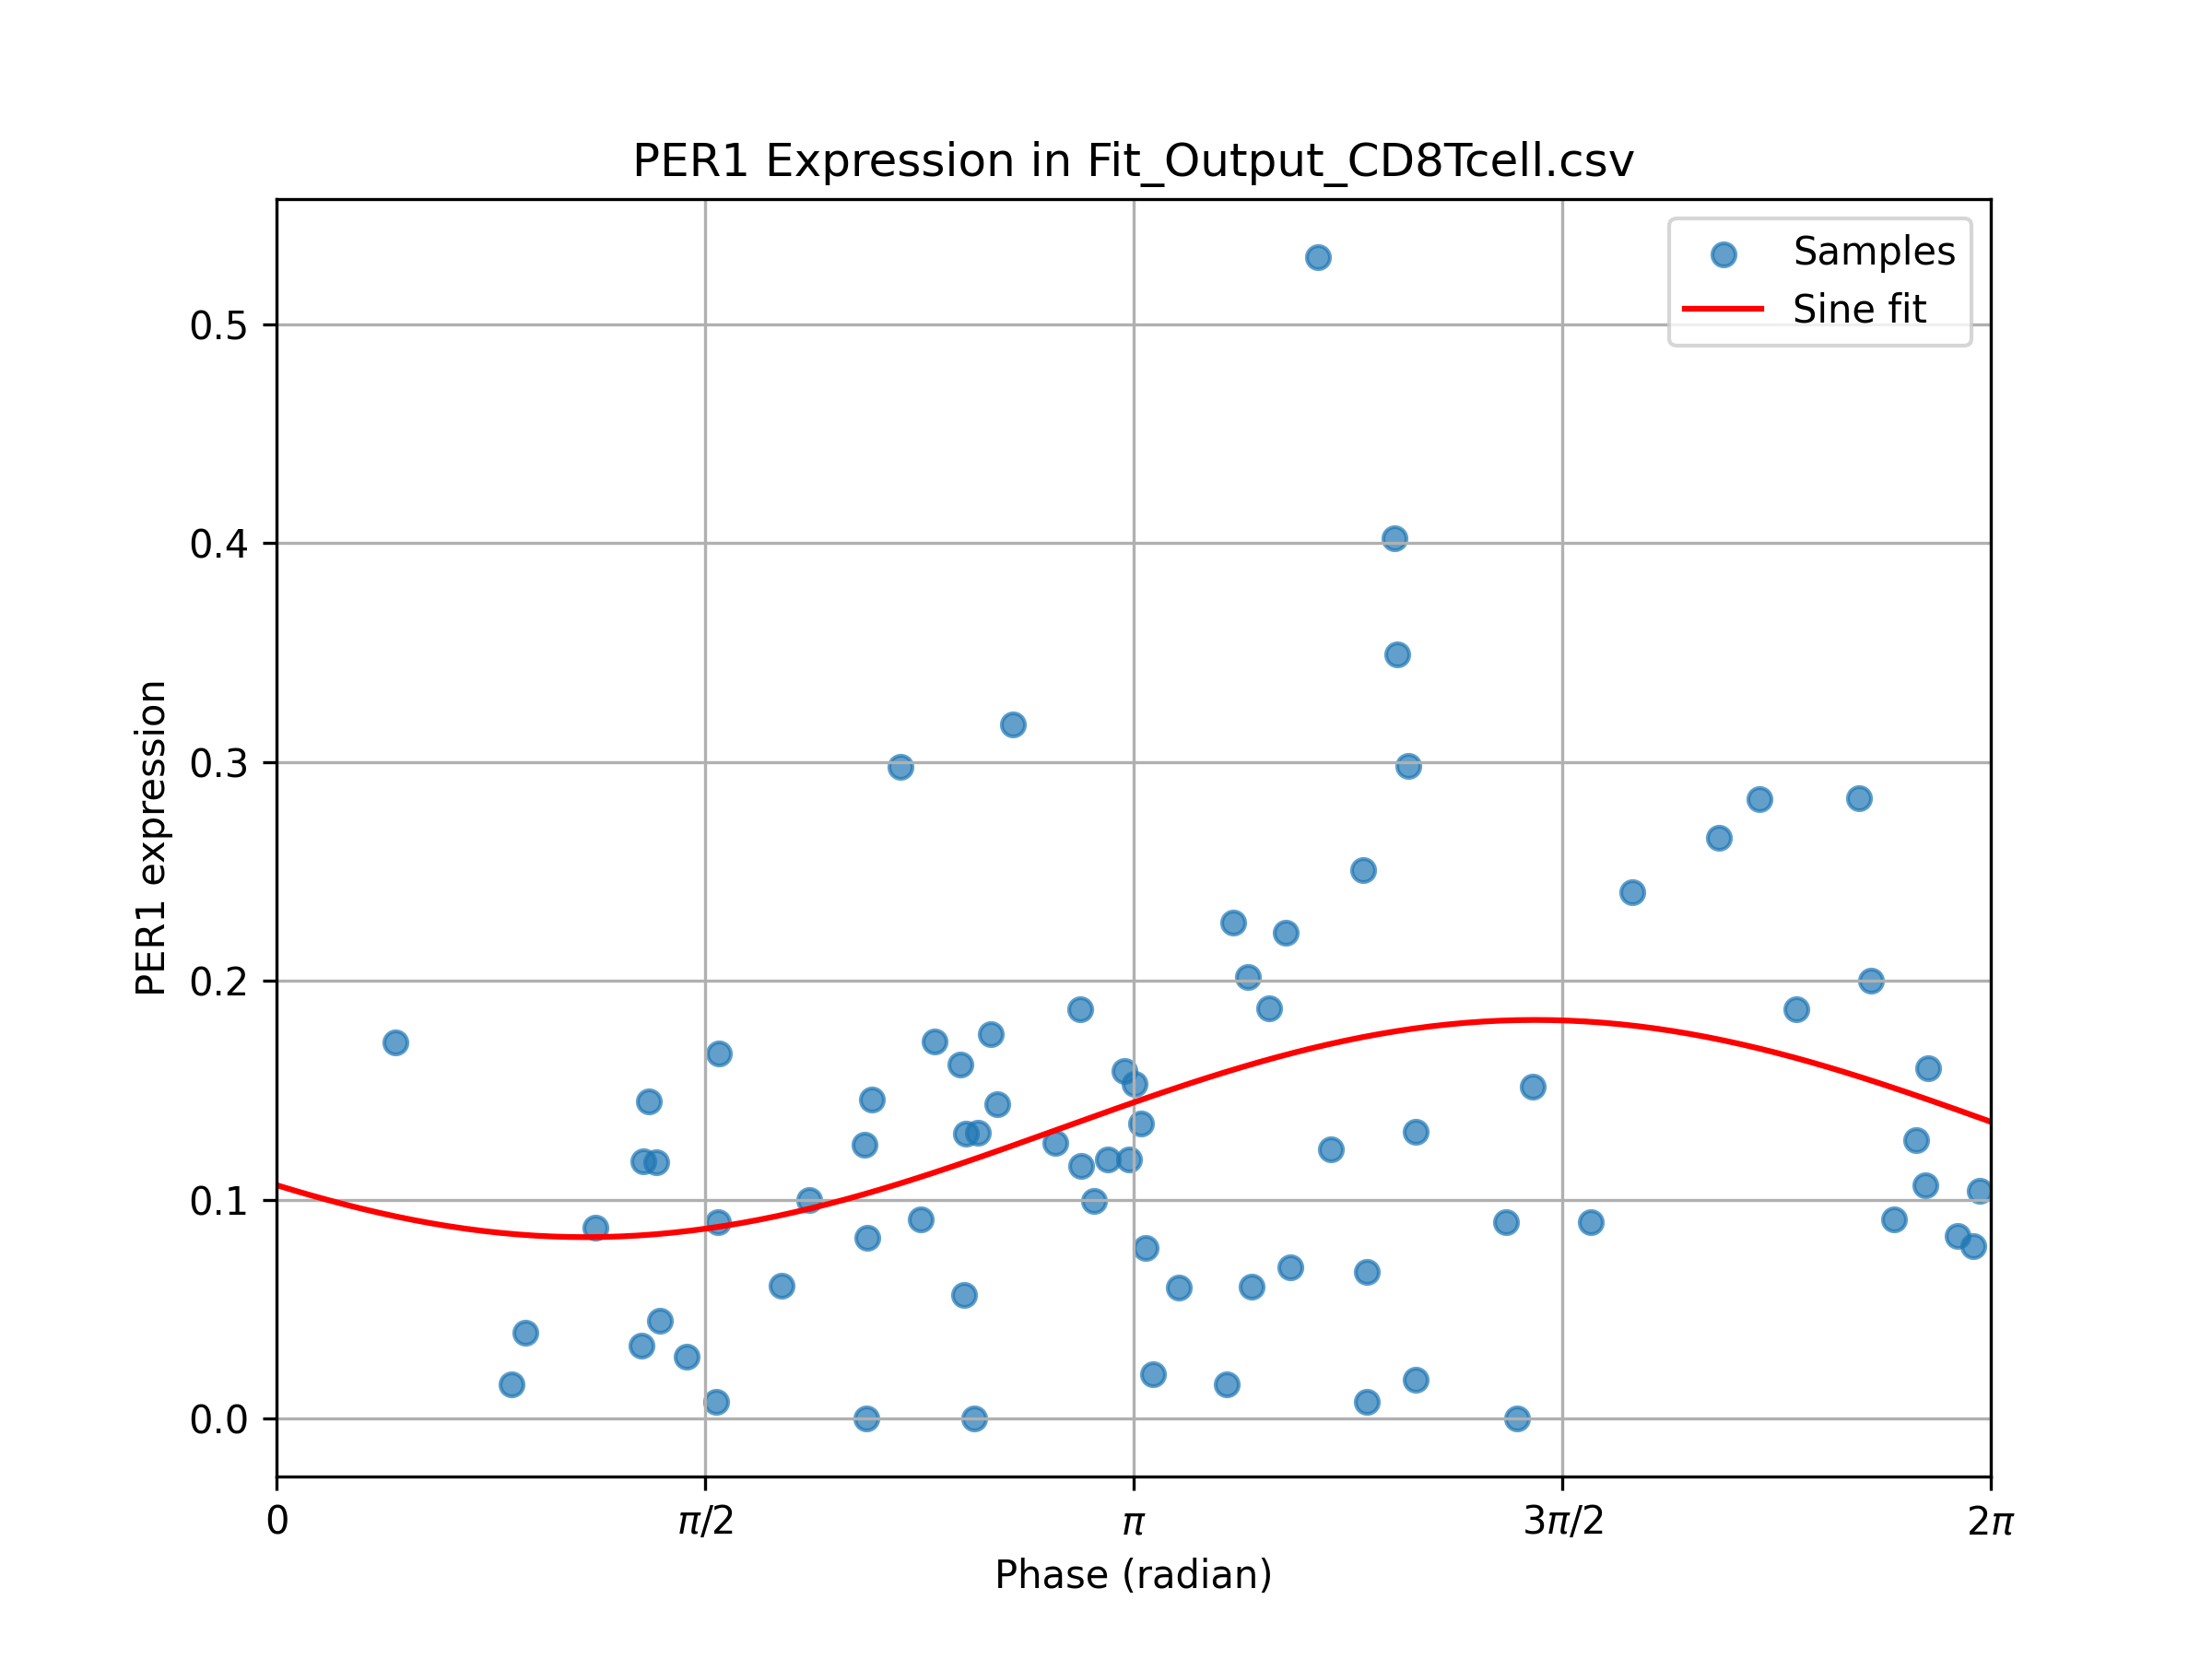 PER1 Expression in Fit_Output_CD8Tcell.csv
Samples
Sine fit
0.5
0.4
0.3
0.2
0.1
0.0
PER1 expression
0 π/2 π 3π/2 2π
Phase (radian)